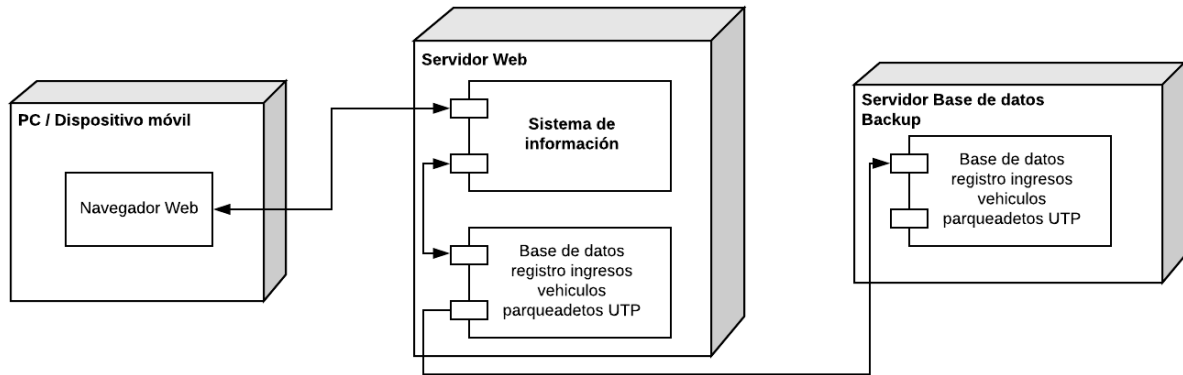 PC / Dispositivo móvil
Navegador Web
Servidor Web
Sistema de
información
Base de datos
registro ingresos
vehiculos
parqueadetos UTP
Servidor Base de datos
Backup
Base de datos
registro ingresos
vehiculos
parqueadetos UTP